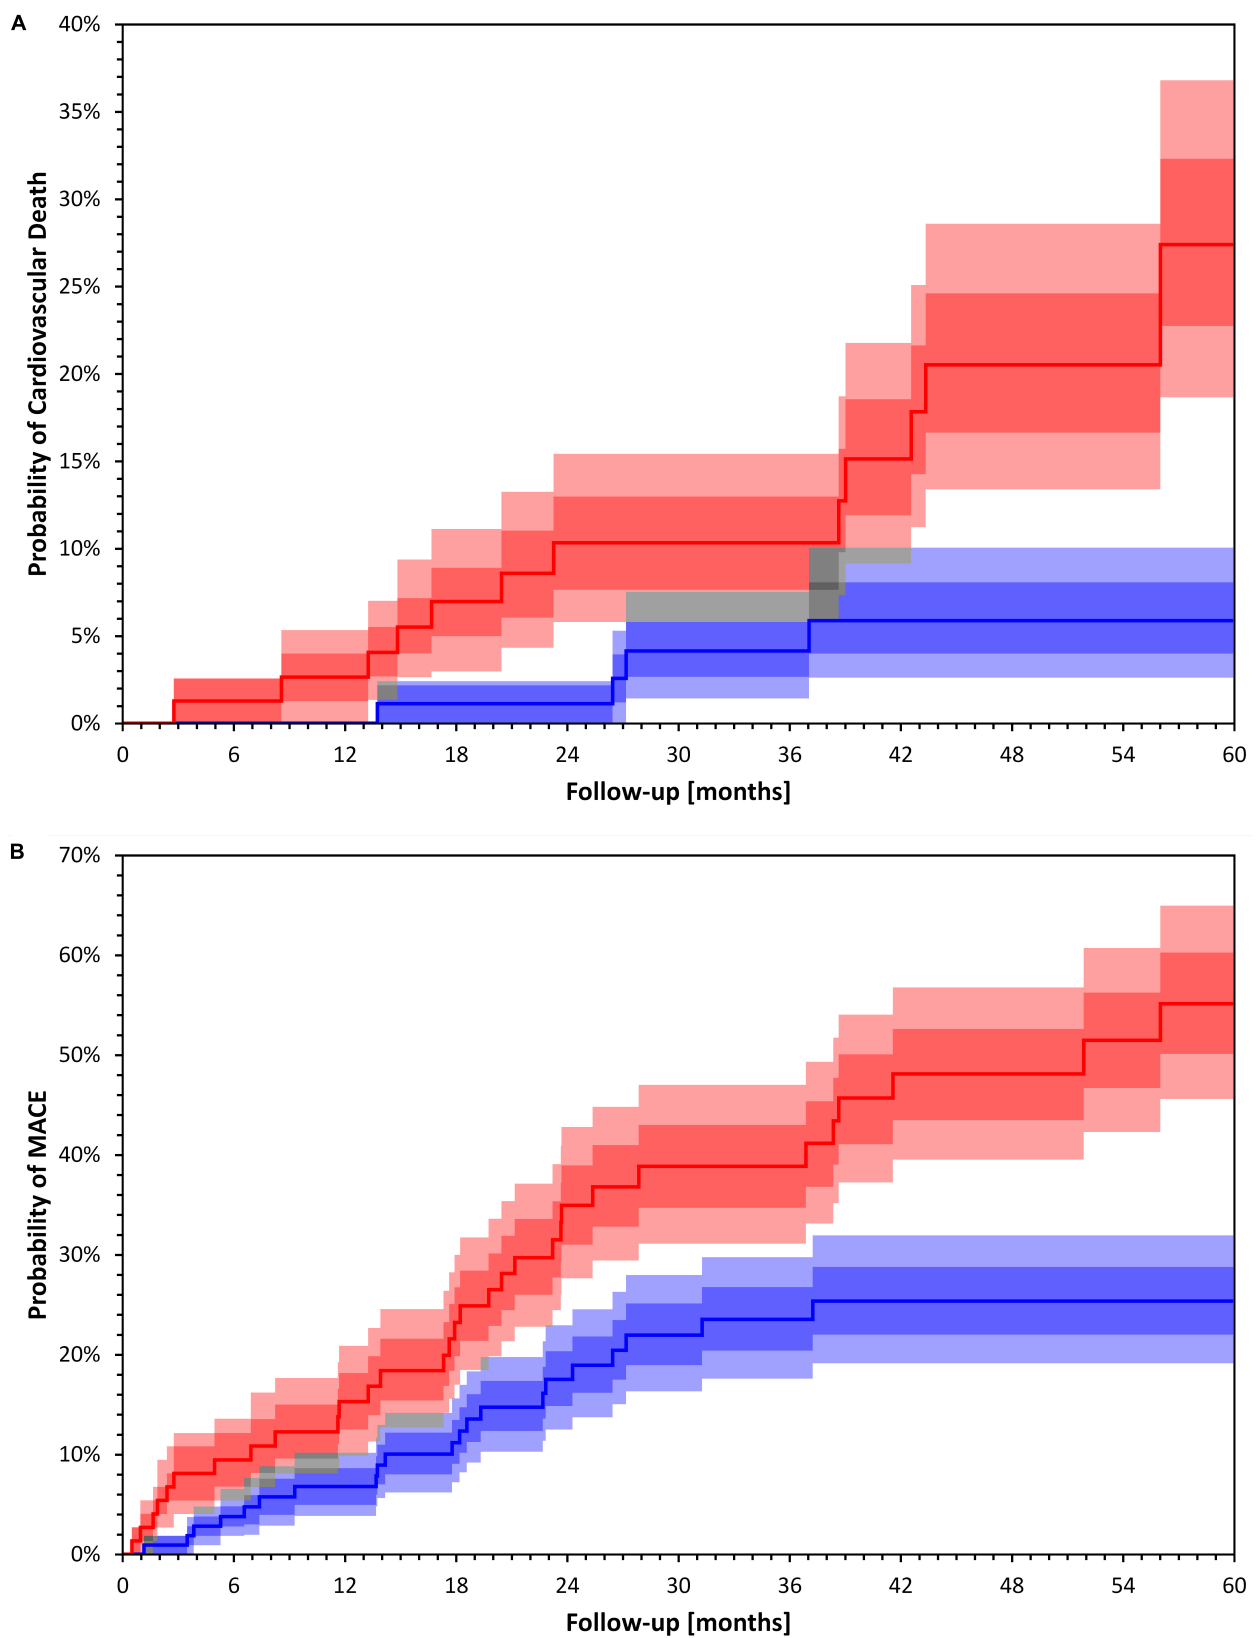 A
40%
35%
30%
25%
20%
15%
10%
5%
0%
Probability of Cardiovascular Death
0 6 12 18 24 30 36 42 48 54 60
Follow-up [months]
B
70%
60%
50%
40%
30%
20%
10%
0%
Probability of MACE
0 6 12 18 24 30 36 42 48 54 60
Follow-up [months]